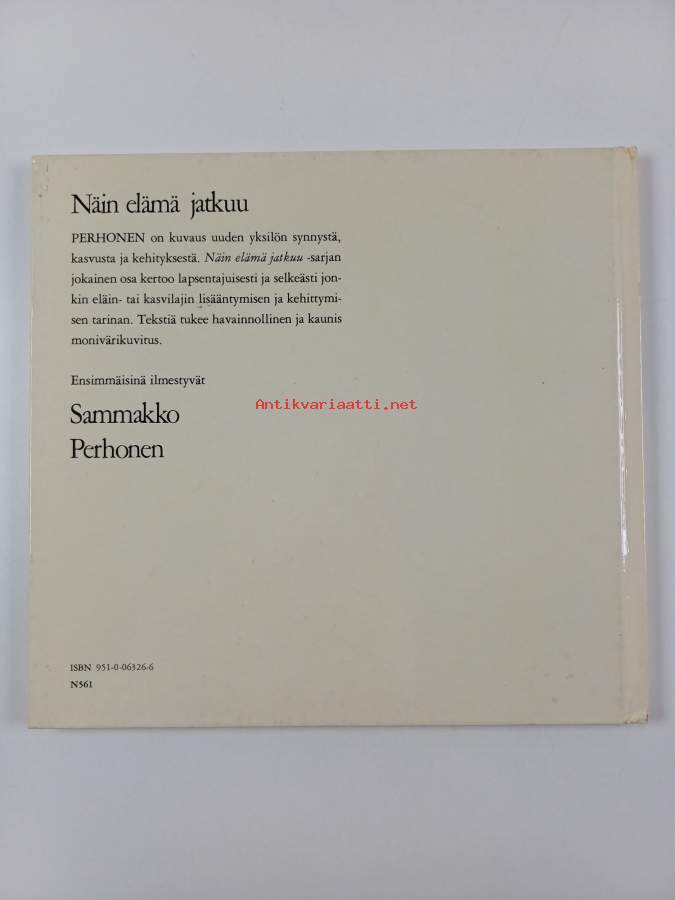 Näin elämä jatkuu
PERHONEN on kuvaus uuden yksilön synnystä,
kasvusta ja kehityksestä. Näin elämä jatkuu -sarjan
jokainen osa kertoo lapsentajuisesti ja selkeästi jon-
kin eläin- tai kasvilajin lisääntymisen ja kehittymi-
sen tarinan. Tekstiä tukee havainnollinen ja kaunis
monivärikuvitus.
Ensimmäisinä ilmestyvät
Antikvariaatti.net
Sammakko
Perhonen
ISBN 951-0-06326-6
N561